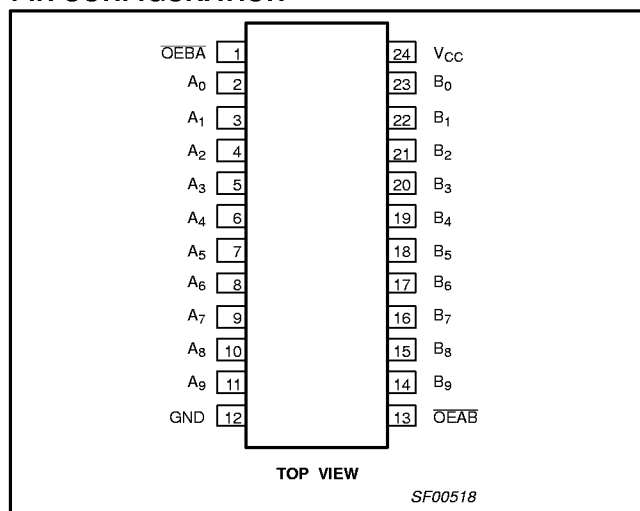 OEBA 1 24 VCC
A0 2 23 B0
A1 3 22 B1
A2 4 21 B2
A3 5 20 B3
A4 6 19 B4
A5 7 18 B5
A6 8 17 B6
A7 9 16 B7
A8 10 15 B8
A9 11 14 B9
GND 12 13 OEAB
TOP VIEW
SF00518